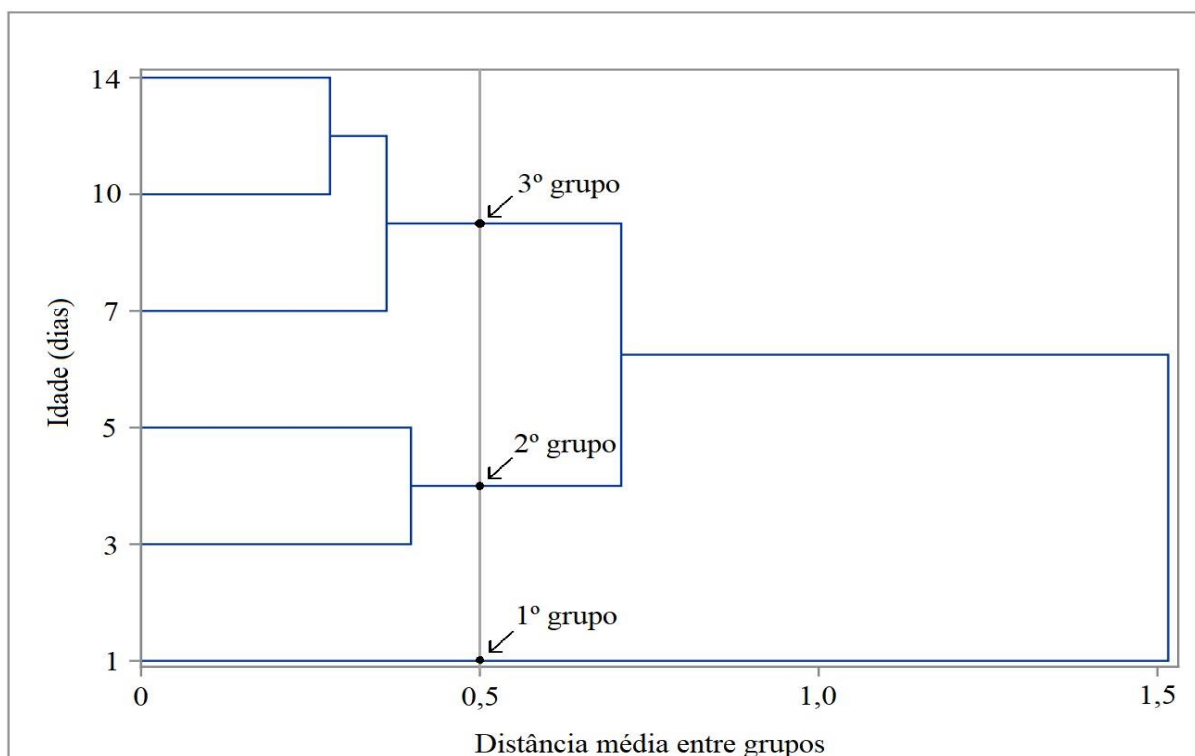 14
3º grupo
10
7
Idade (dias)
5
2º grupo
3
1º grupo
1
0
0,5
1,0
1,5
Distância média entre grupos